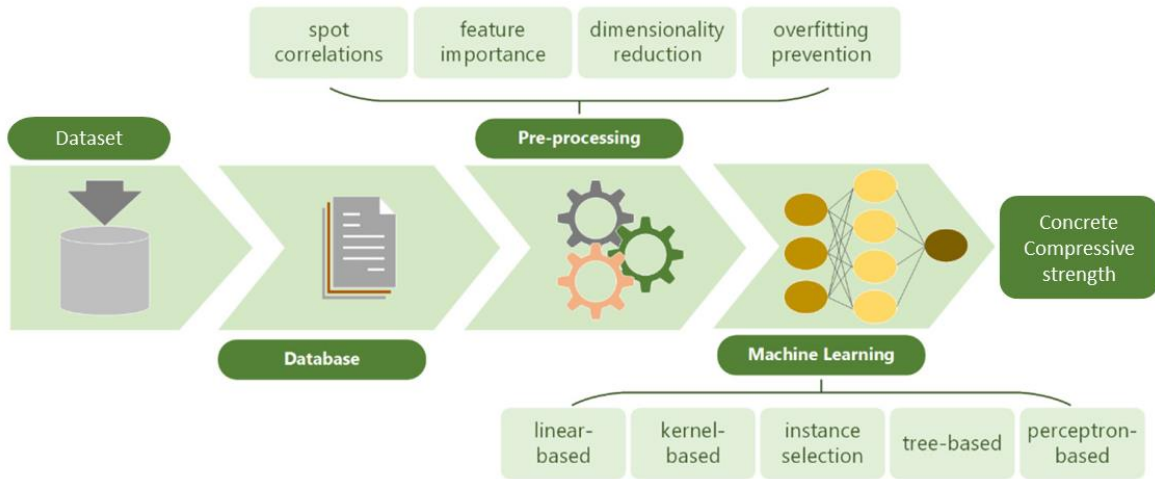 spot
correlations
feature
importance
dimensionality
reduction
overfitting
prevention
Pre-processing
Dataset
Concrete
Compressive
strength
Database
Machine Learning
linear-
based
kernel-
based
instance
selection
tree-based
perceptron-
based